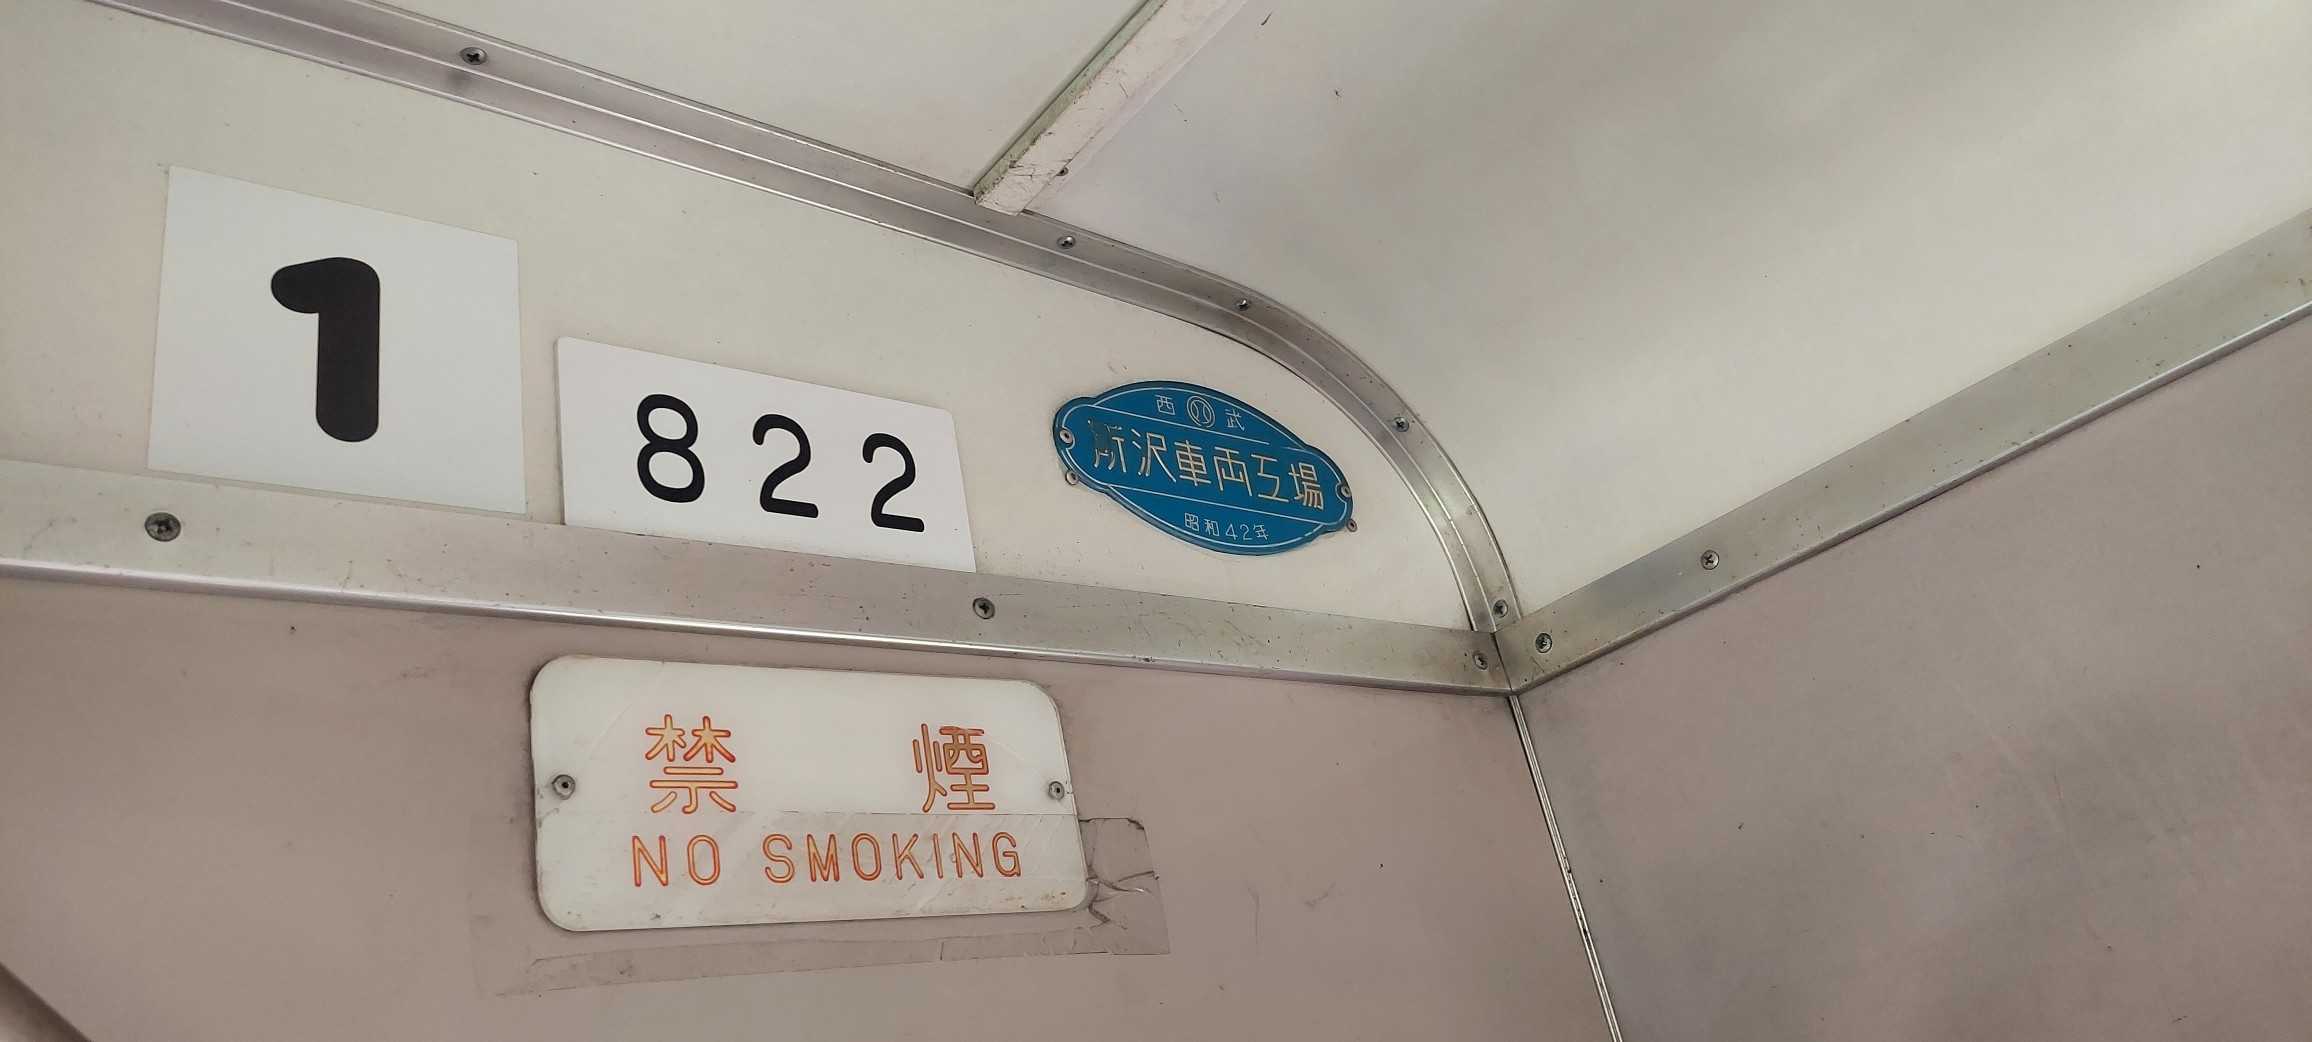 1
822
西 武
所沢車両工場
昭和42年
禁 煙
NO SMOKING